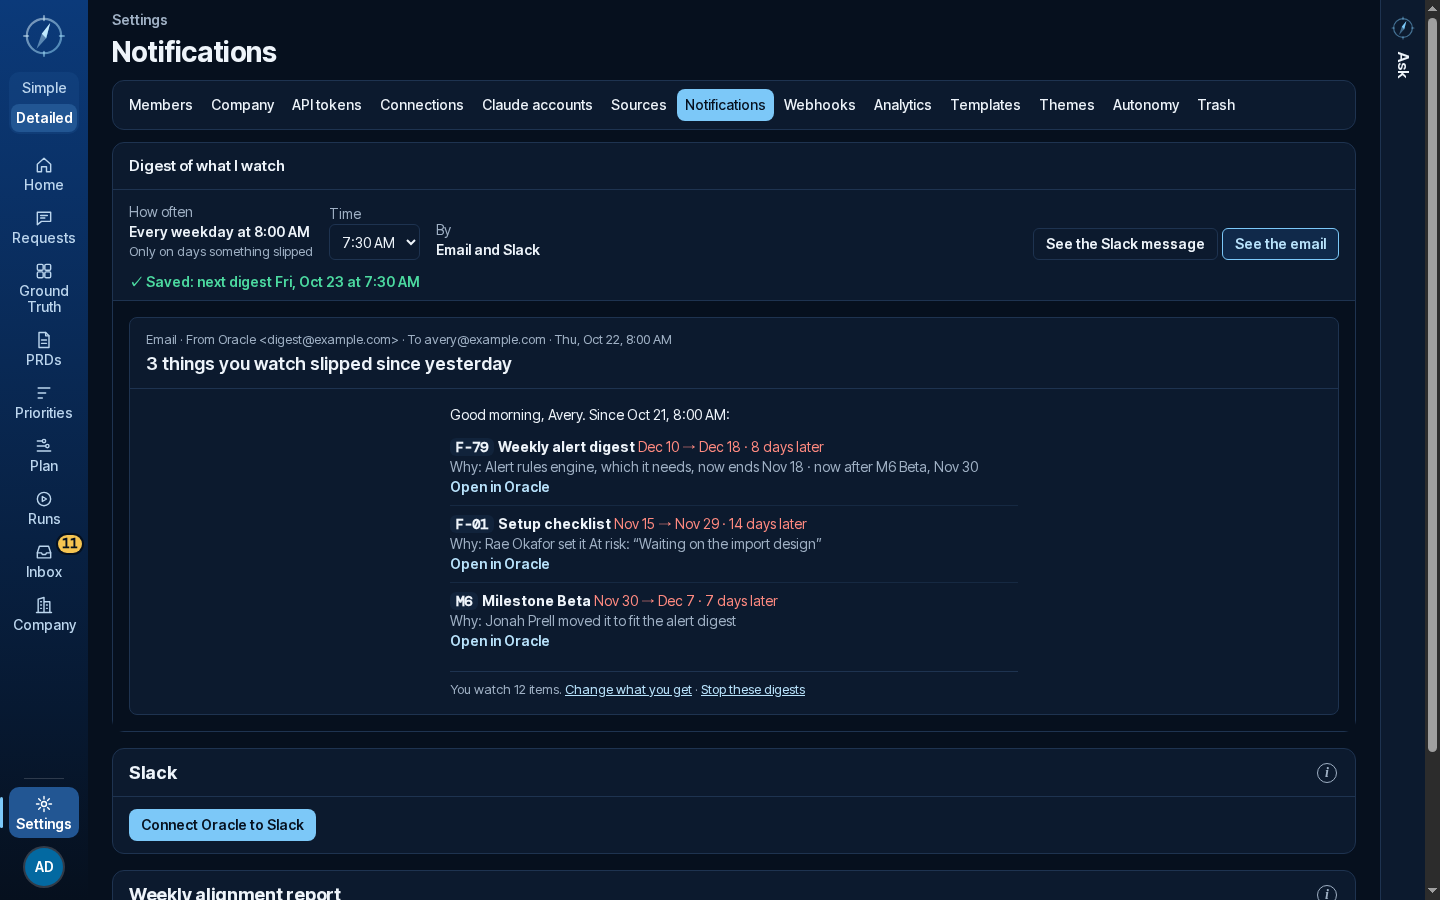 Settings
Notifications
Simple
Detailed
Home
Requests
Ground
Truth
PRDs
Priorities
Plan
Runs
11
Inbox
Company
Settings
AD
Members Company API tokens Connections Claude accounts Sources Notifications Webhooks Analytics Templates Themes Autonomy Trash
Digest of what I watch
How often
Every weekday at 8:00 AM
Only on days something slipped
Time
7:30 AM
By
Email and Slack
See the Slack message
See the email
✓ Saved: next digest Fri, Oct 23 at 7:30 AM
Email · From Oracle <digest@example.com> · To avery@example.com · Thu, Oct 22, 8:00 AM
3 things you watch slipped since yesterday
Good morning, Avery. Since Oct 21, 8:00 AM:
F-79 Weekly alert digest Dec 10 → Dec 18 · 8 days later
Why: Alert rules engine, which it needs, now ends Nov 18 · now after M6 Beta, Nov 30
Open in Oracle
F-01 Setup checklist Nov 15 → Nov 29 · 14 days later
Why: Rae Okafor set it At risk: “Waiting on the import design”
Open in Oracle
M6 Milestone Beta Nov 30 → Dec 7 · 7 days later
Why: Jonah Prell moved it to fit the alert digest
Open in Oracle
You watch 12 items. Change what you get · Stop these digests
Slack
i
Connect Oracle to Slack
Weekly alignment report
i
Ask